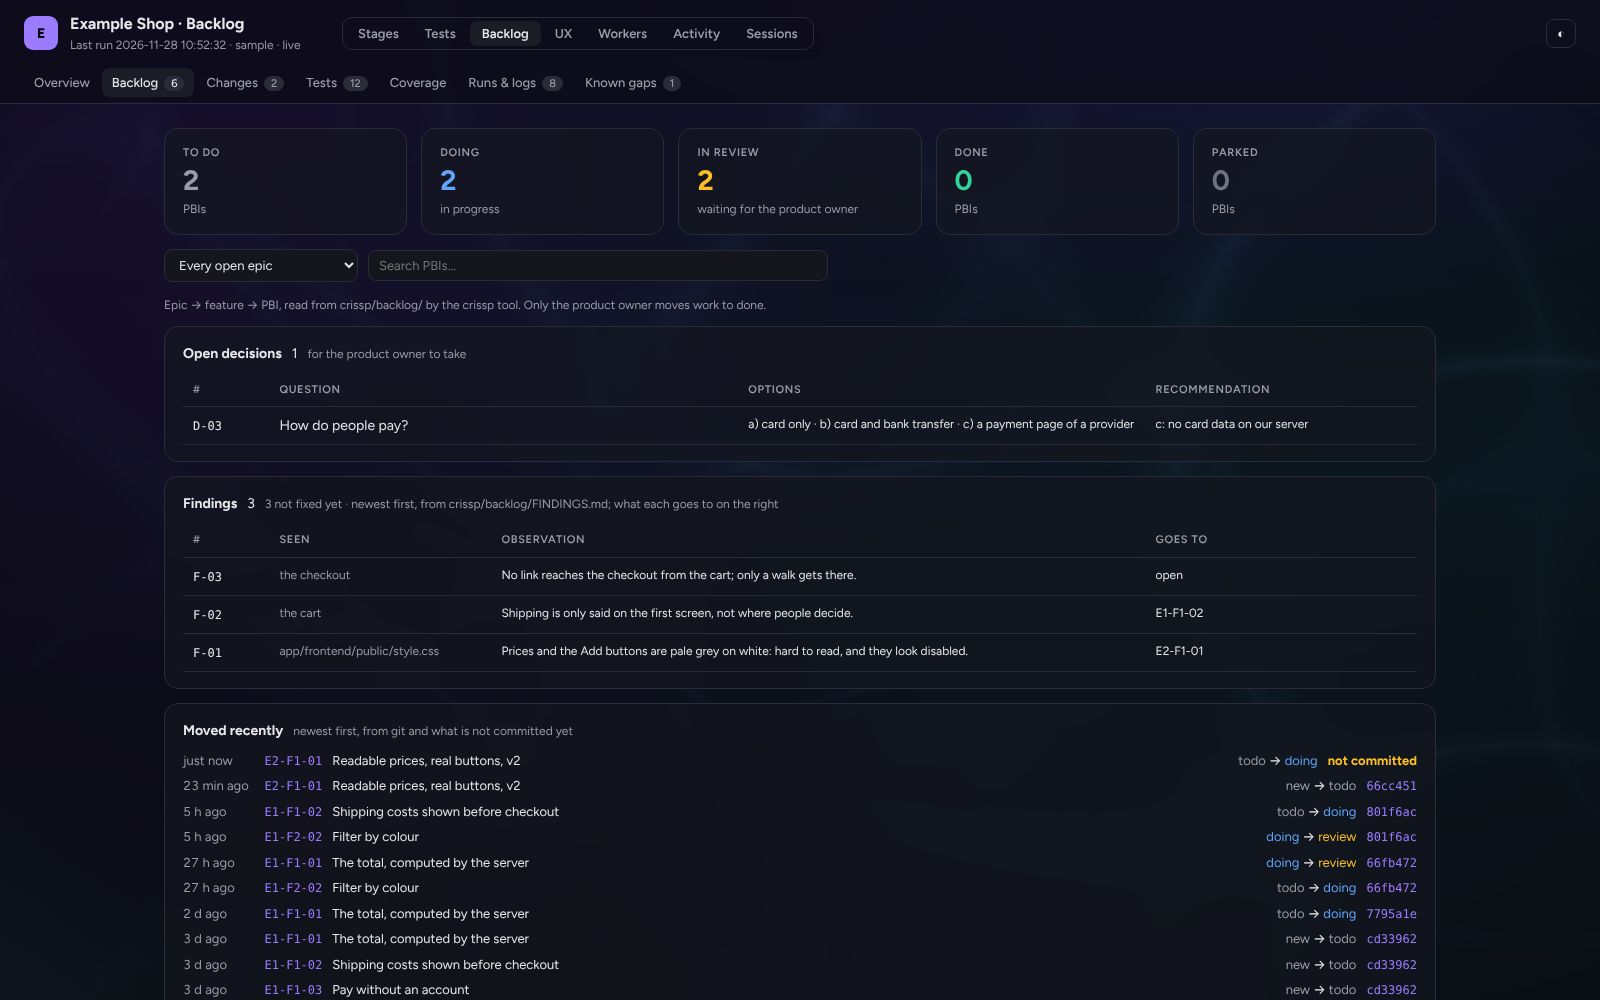 E
Example Shop · Backlog
Last run 2026-11-28 10:52:32 · sample · live
Stages Tests Backlog UX Workers Activity Sessions
Overview Backlog 6 Changes 2 Tests 12 Coverage Runs & logs 8 Known gaps 1
TO DO
2
PBIs
DOING
2
in progress
IN REVIEW
2
waiting for the product owner
DONE
0
PBIs
PARKED
0
PBIs
Every open epic
Search PBIs...
Epic → feature → PBI, read from crissp/backlog/ by the crissp tool. Only the product owner moves work to done.
Open decisions 1 for the product owner to take
# QUESTION OPTIONS RECOMMENDATION
D-03 How do people pay? a) card only · b) card and bank transfer · c) a payment page of a provider c: no card data on our server
Findings 3 3 not fixed yet · newest first, from crissp/backlog/FINDINGS.md; what each goes to on the right
# SEEN OBSERVATION GOES TO
F-03 the checkout No link reaches the checkout from the cart; only a walk gets there. open
F-02 the cart Shipping is only said on the first screen, not where people decide. E1-F1-02
F-01 app/frontend/public/style.css Prices and the Add buttons are pale grey on white: hard to read, and they look disabled. E2-F1-01
Moved recently newest first, from git and what is not committed yet
just now E2-F1-01 Readable prices, real buttons, v2 todo → doing not committed
23 min ago E2-F1-01 Readable prices, real buttons, v2 new → todo 66cc451
5 h ago E1-F1-02 Shipping costs shown before checkout todo → doing 801f6ac
5 h ago E1-F2-02 Filter by colour doing → review 801f6ac
27 h ago E1-F1-01 The total, computed by the server doing → review 66fb472
27 h ago E1-F2-02 Filter by colour todo → doing 66fb472
2 d ago E1-F1-01 The total, computed by the server todo → doing 7795a1e
3 d ago E1-F1-01 The total, computed by the server new → todo cd33962
3 d ago E1-F1-02 Shipping costs shown before checkout new → todo cd33962
3 d ago E1-F1-03 Pay without an account new → todo cd33962